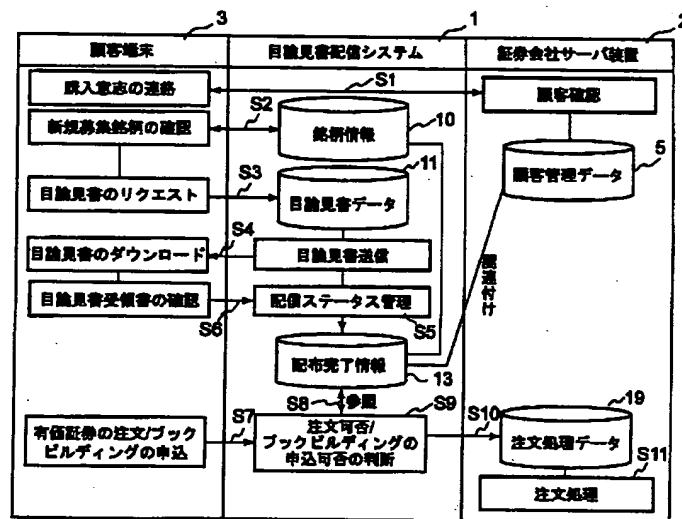 3
1
2
顧客端末
目論見書配信システム
証券会社サーバ装置
購入意志の連絡
S1
顧客確認
新規募集銘柄の確認
S2
銘柄情報
10
顧客管理データ
5
目論見書のリクエスト
S3
11
目論見書データ
目論見書のダウンロード
S4
目論見書送信
関連付け
目論見書受領書の確認
S6
配信ステータス管理
S5
配布完了情報
13
S8
参照
S9
有価証券の注文/ブック
ビルディングの申込
S7
注文可否/
ブックビルディングの
申込可否の判断
S10
19
注文処理データ
S11
注文処理